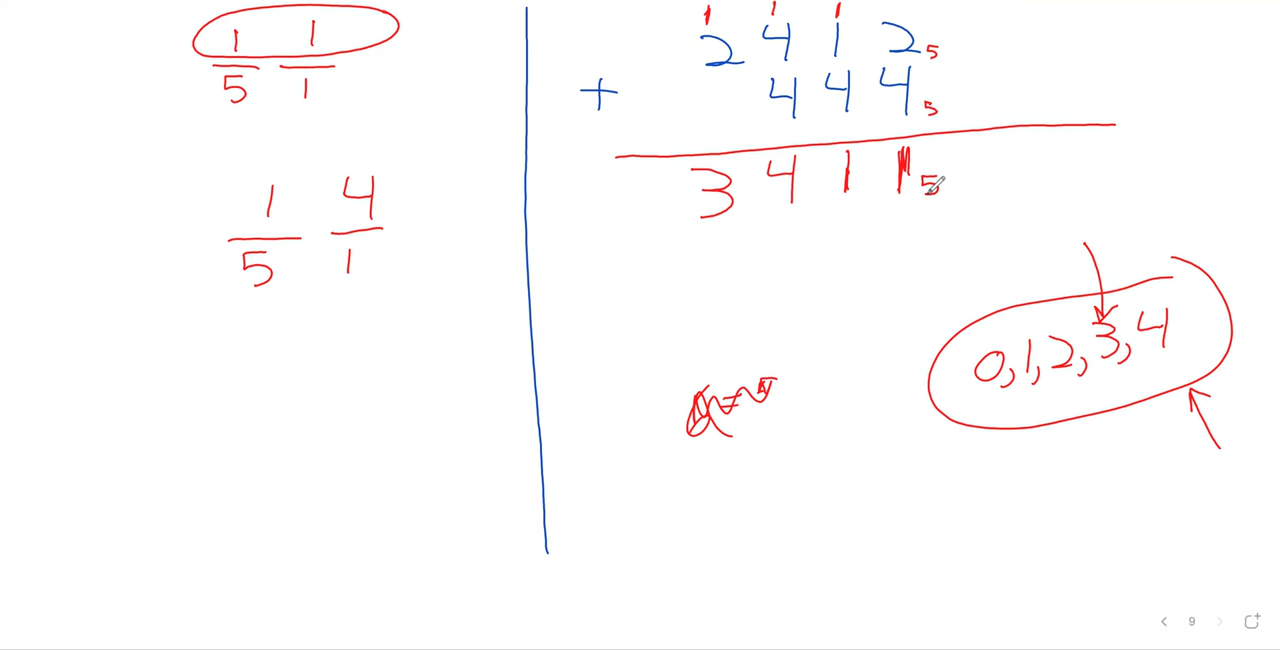 1 1
5 1
1 4
5 1
1 1 1
2 4 1 2 5
+ 4 4 4 5
3 4 1 1 5
0, 1, 2, 3, 4
9